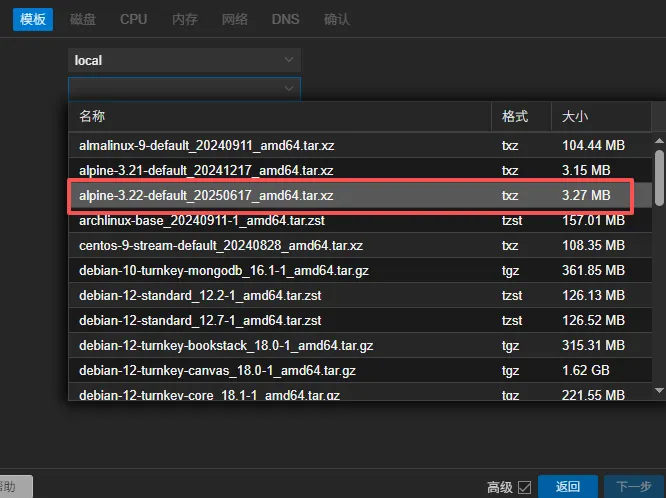 模板 磁盘 CPU 内存 网络 DNS 确认
local
名称 格式 大小
almalinux-9-default_20240911_amd64.tar.xz txz 104.44 MB
alpine-3.21-default_20241217_amd64.tar.xz txz 3.15 MB
alpine-3.22-default_20250617_amd64.tar.xz txz 3.27 MB
archlinux-base_20240911-1_amd64.tar.zst tzst 157.01 MB
centos-9-stream-default_20240828_amd64.tar.xz txz 108.35 MB
debian-10-turnkey-mongodb_16.1-1_amd64.tar.gz tgz 361.85 MB
debian-12-standard_12.2-1_amd64.tar.zst tzst 126.13 MB
debian-12-standard_12.7-1_amd64.tar.zst tzst 126.52 MB
debian-12-turnkey-bookstack_18.0-1_amd64.tar.gz tgz 315.31 MB
debian-12-turnkey-canvas_18.0-1_amd64.tar.gz tgz 1.62 GB
debian-12-turnkey-core_18.1-1_amd64.tar.gz tgz 221.55 MB
帮助 高级 返回 下一步